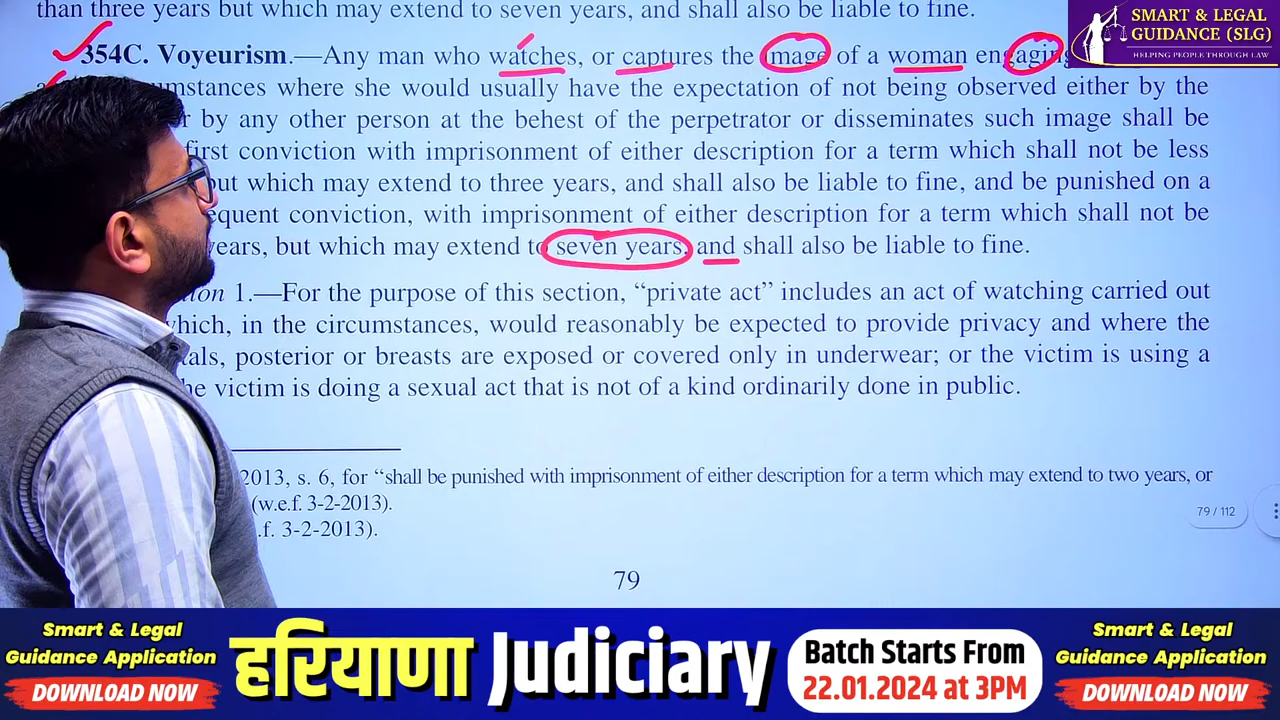 than three years but which may extend to seven years, and shall also be liable to fine.
SMART & LEGAL
GUIDANCE (SLG)
HELPING PEOPLE THROUGH LAW
354C. Voyeurism.—Any man who watches, or captures the image of a woman engaging
circumstances where she would usually have the expectation of not being observed either by the
or by any other person at the behest of the perpetrator or disseminates such image shall be
first conviction with imprisonment of either description for a term which shall not be less
but which may extend to three years, and shall also be liable to fine, and be punished on a
equent conviction, with imprisonment of either description for a term which shall not be
years, but which may extend to seven years, and shall also be liable to fine.
1.—For the purpose of this section, “private act” includes an act of watching carried out
which, in the circumstances, would reasonably be expected to provide privacy and where the
tals, posterior or breasts are exposed or covered only in underwear; or the victim is using a
he victim is doing a sexual act that is not of a kind ordinarily done in public.
2013, s. 6, for “shall be punished with imprisonment of either description for a term which may extend to two years, or
(w.e.f. 3-2-2013).
.f. 3-2-2013).
79 / 112
79
Smart & Legal
Guidance Application
DOWNLOAD NOW
हरियाणा Judiciary
Batch Starts From
22.01.2024 at 3PM
Smart & Legal
Guidance Application
DOWNLOAD NOW